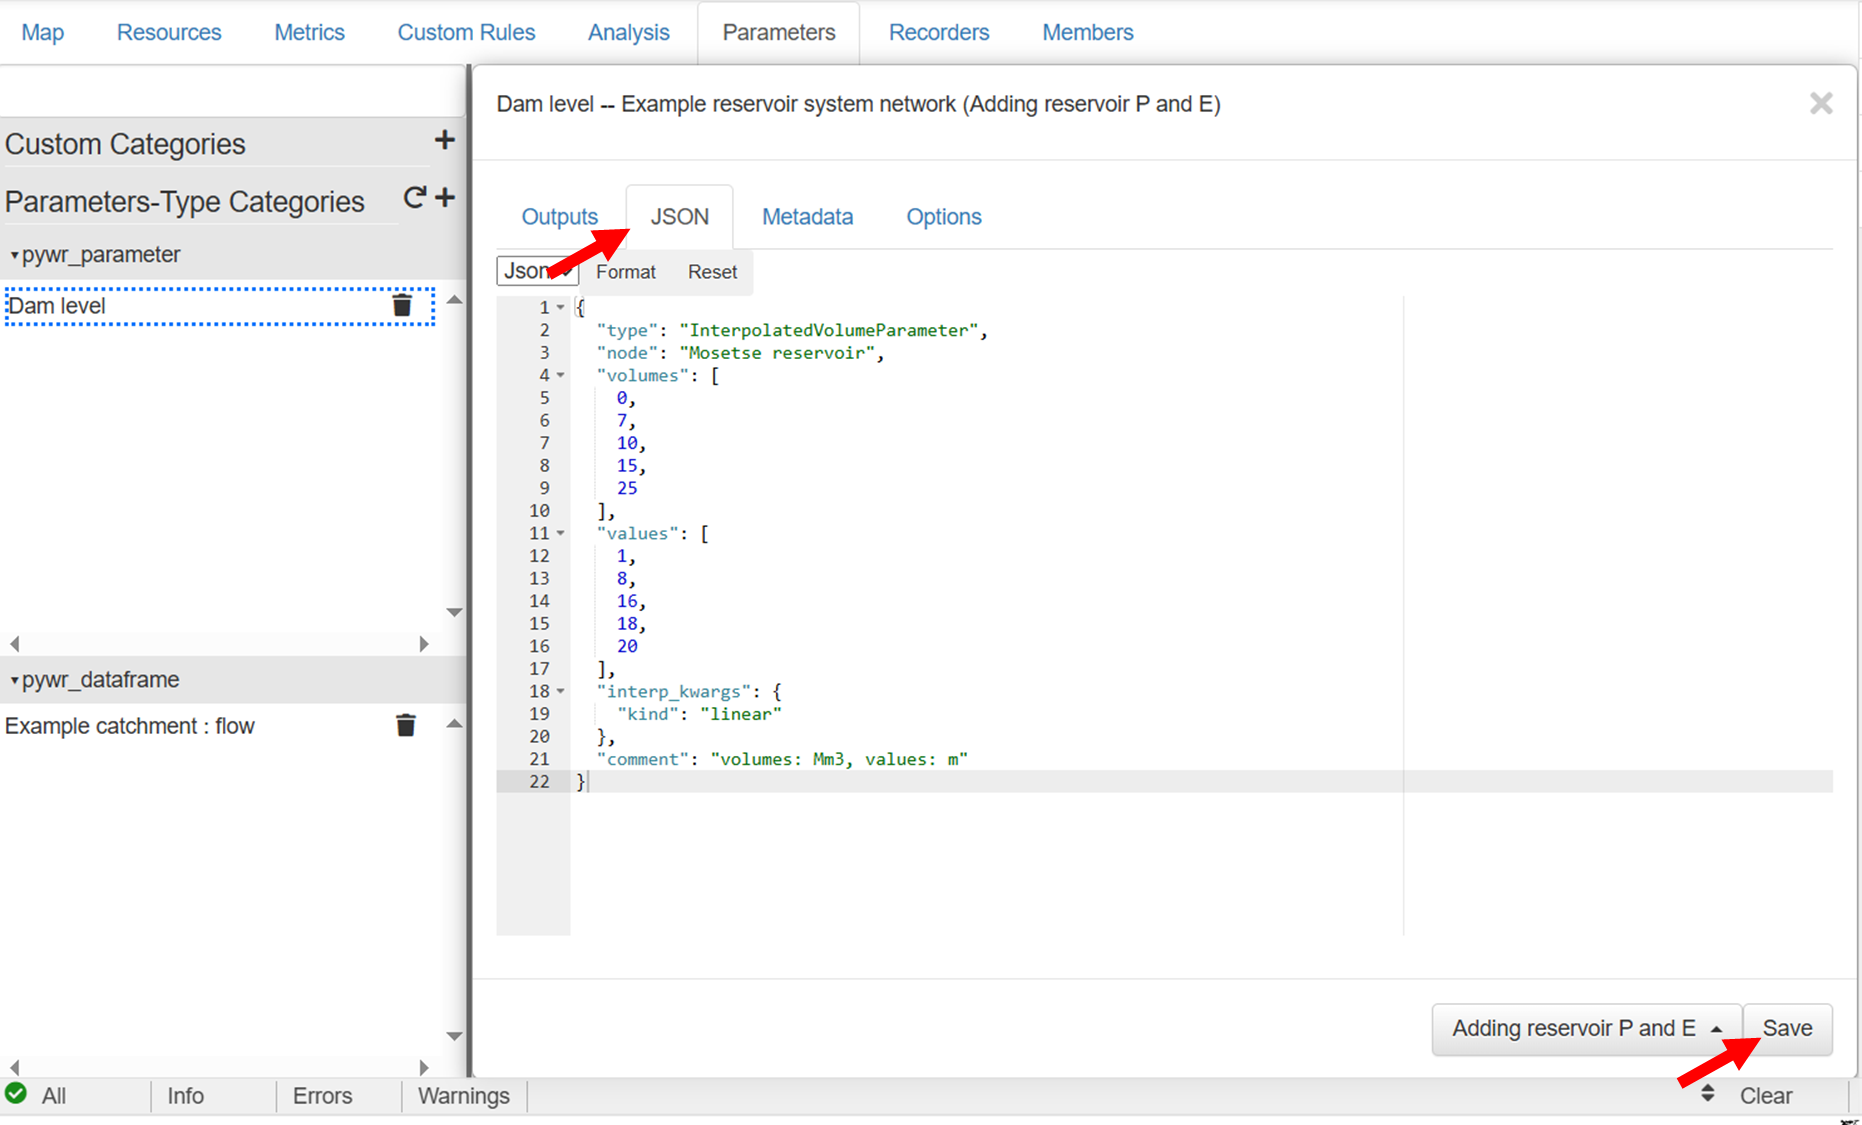 Map Resources Metrics Custom Rules Analysis Parameters Recorders Members
Dam level -- Example reservoir system network (Adding reservoir P and E)
Custom Categories
Parameters-Type Categories
pywr_parameter
Dam level
pywr_dataframe
Example catchment : flow
Outputs JSON Metadata Options
Json Format Reset
1 {
2 "type": "InterpolatedVolumeParameter",
3 "node": "Mosetse reservoir",
4 "volumes": [
5 0,
6 7,
7 10,
8 15,
9 25
10 ],
11 "values": [
12 1,
13 8,
14 16,
15 18,
16 20
17 ],
18 "interp_kwargs": {
19 "kind": "linear"
20 },
21 "comment": "volumes: Mm3, values: m"
22 }
Adding reservoir P and E Save
All Info Errors Warnings Clear